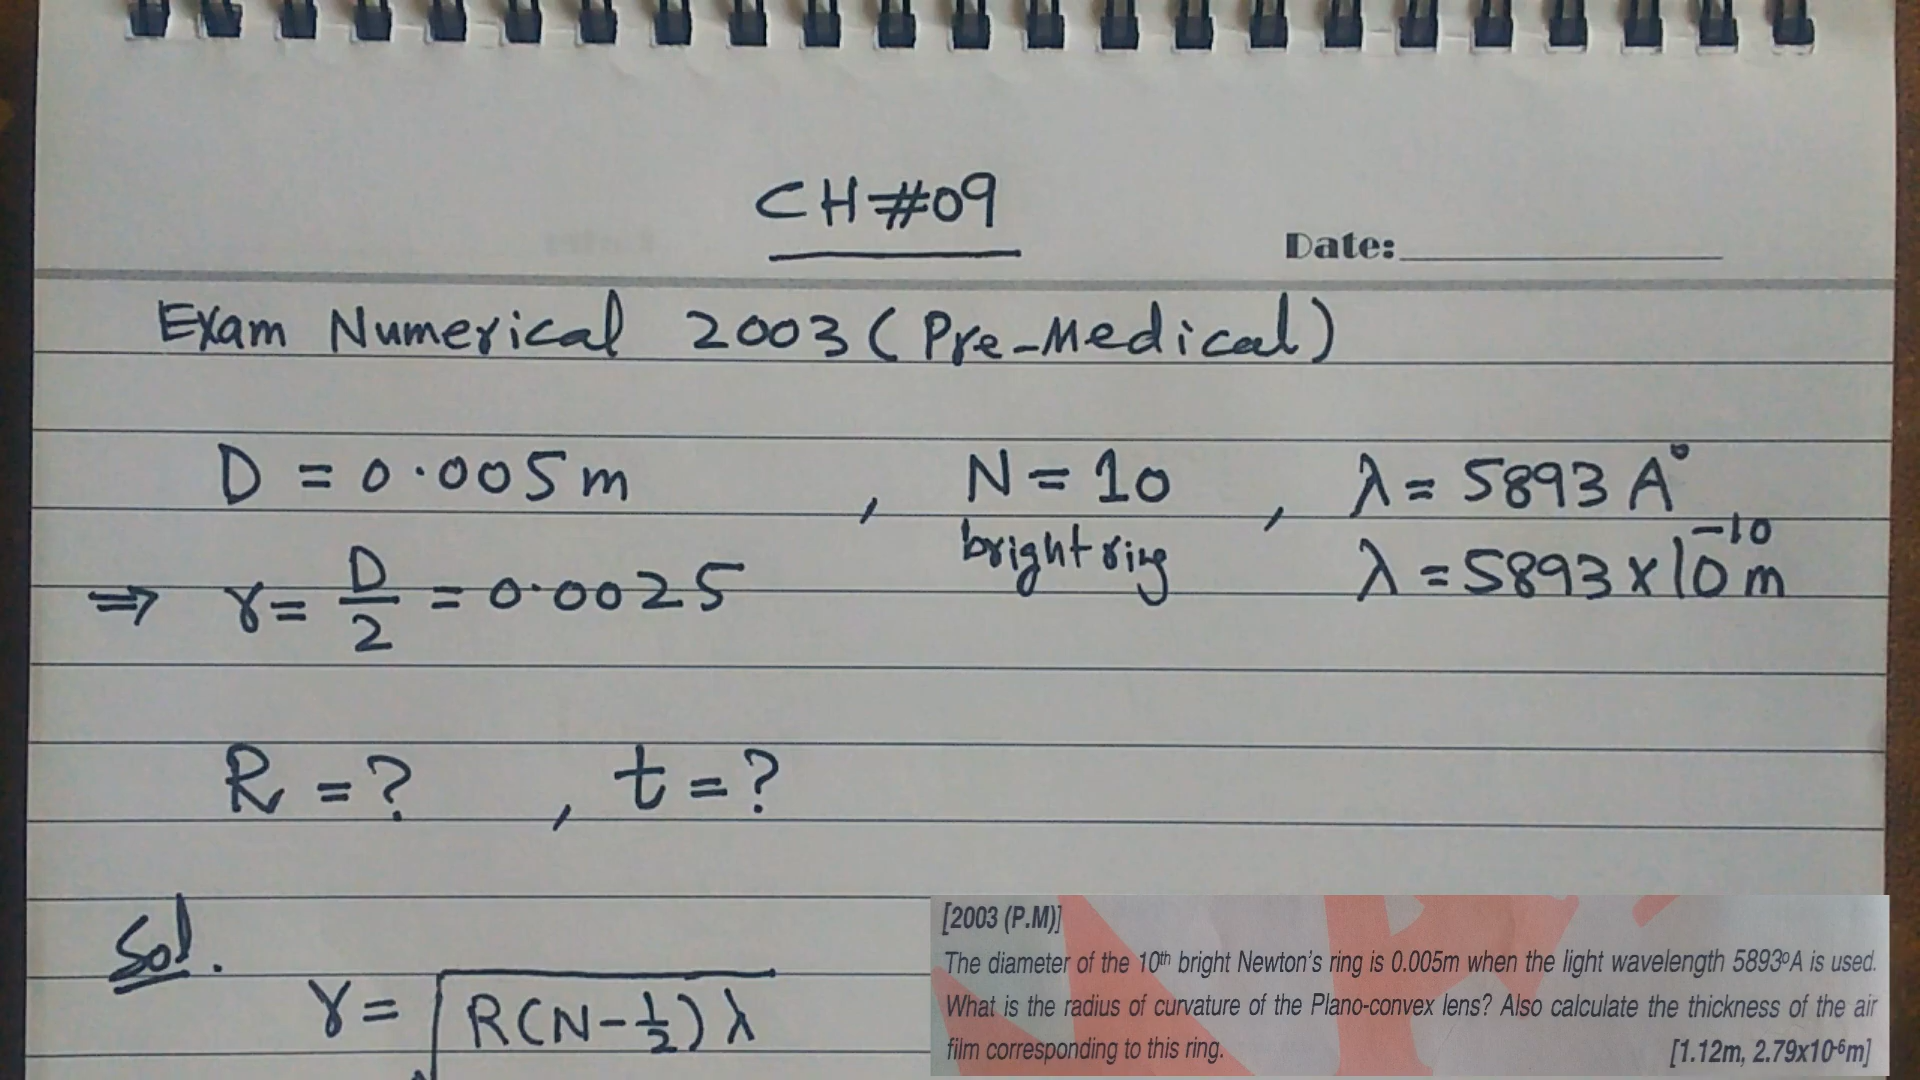 CH#09
Date:
Exam Numerical 2003 (Pre-Medical)
D = 0.005m , N = 10 , λ = 5893 A°
bright ring
⇒ r = D/2 = 0.0025
λ = 5893 x 10⁻¹⁰ m
R = ? , t = ?
Sol.
r = √R(N-½)λ
[2003 (P.M)]
The diameter of the 10th bright Newton's ring is 0.005m when the light wavelength 5893ºA is used.
What is the radius of curvature of the Plano-convex lens? Also calculate the thickness of the air
film corresponding to this ring.
[1.12m, 2.79x10-6m]